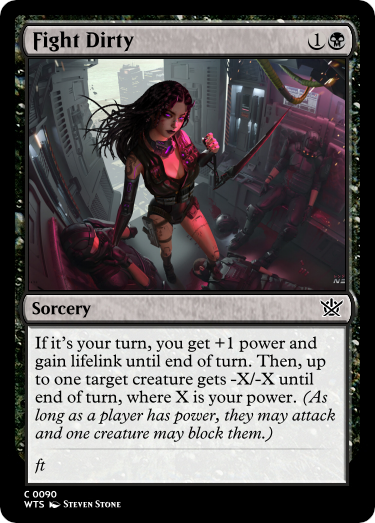 Fight Dirty 1
Sorcery
If it's your turn, you get +1 power and
gain lifelink until end of turn. Then, up
to one target creature gets -X/-X until
end of turn, where X is your power. (As
long as a player has power, they may attack
and one creature may block them.)
ft
C 0090
WTS Steven Stone